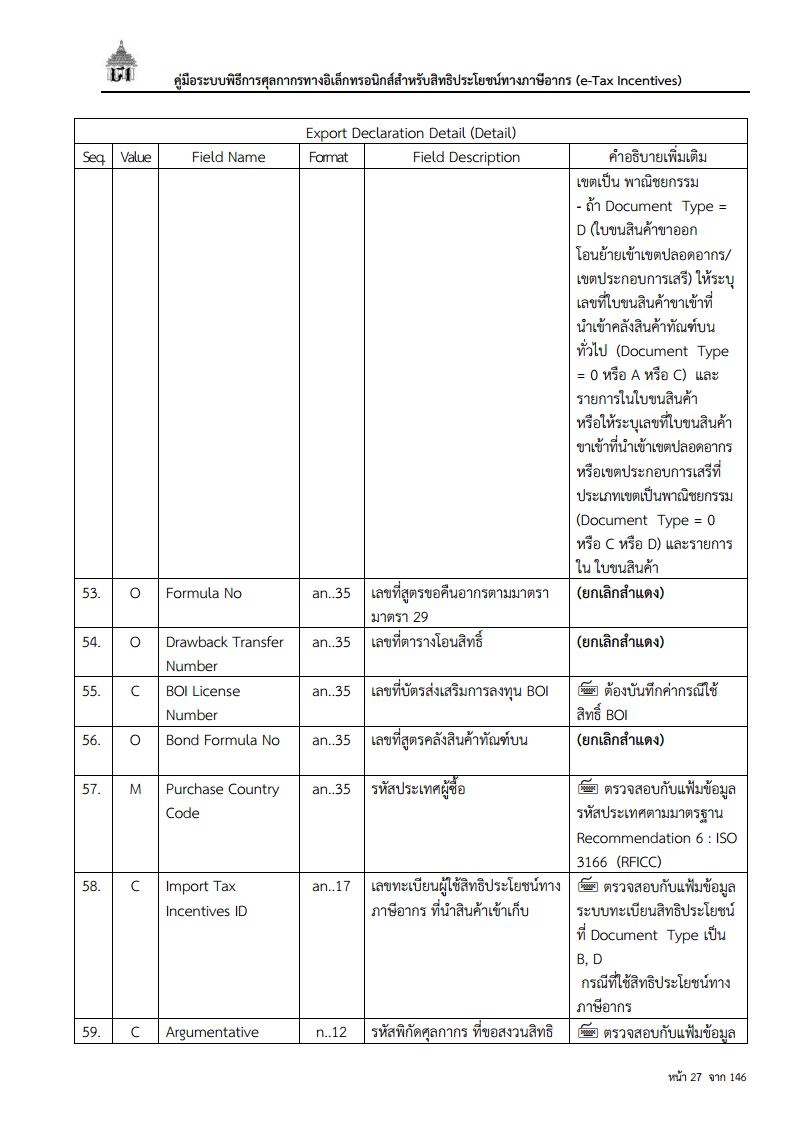 คู่มือระบบพิธีการศุลกากรทางอิเล็กทรอนิกส์สำหรับสิทธิประโยชน์ทางภาษีอากร (e-Tax Incentives)
Export Declaration Detail (Detail)
Seq. Value Field Name Format Field Description คำอธิบายเพิ่มเติม
เขตเป็น พาณิชยกรรม
- ถ้า Document Type =
D (ใบขนสินค้าขาออก
โอนย้ายเข้าเขตปลอดอากร/
เขตประกอบการเสรี) ให้ระบุ
เลขที่ใบขนสินค้าขาเข้าที่
นำเข้าคลังสินค้าทัณฑ์บน
ทั่วไป (Document Type
= 0 หรือ A หรือ C) และ
รายการในใบขนสินค้า
หรือให้ระบุเลขที่ใบขนสินค้า
ขาเข้าที่นำเข้าเขตปลอดอากร
หรือเขตประกอบการเสรีที่
ประเภทเขตเป็นพาณิชยกรรม
(Document Type = 0
หรือ C หรือ D) และรายการ
ใน ใบขนสินค้า
53. O Formula No an..35 เลขที่สูตรขอคืนอากรตามมาตรา (ยกเลิกสำแดง)
มาตรา 29
54. O Drawback Transfer an..35 เลขที่ตารางโอนสิทธิ์ (ยกเลิกสำแดง)
Number
55. C BOI License an..35 เลขที่บัตรส่งเสริมการลงทุน BOI ต้องบันทึกค่ากรณีใช้
Number สิทธิ์ BOI
56. O Bond Formula No an..35 เลขที่สูตรคลังสินค้าทัณฑ์บน (ยกเลิกสำแดง)
57. M Purchase Country an..35 รหัสประเทศผู้ซื้อ ตรวจสอบกับแฟ้มข้อมูล
Code รหัสประเทศตามมาตรฐาน
Recommendation 6 : ISO
3166 (RFICC)
58. C Import Tax an..17 เลขทะเบียนผู้ใช้สิทธิประโยชน์ทาง ตรวจสอบกับแฟ้มข้อมูล
Incentives ID ภาษีอากร ที่นำสินค้าเข้าเก็บ ระบบทะเบียนสิทธิประโยชน์
ที่ Document Type เป็น
B, D
กรณีที่ใช้สิทธิประโยชน์ทาง
ภาษีอากร
59. C Argumentative n..12 รหัสพิกัดศุลกากร ที่ขอสงวนสิทธิ ตรวจสอบกับแฟ้มข้อมูล
หน้า 27 จาก 146